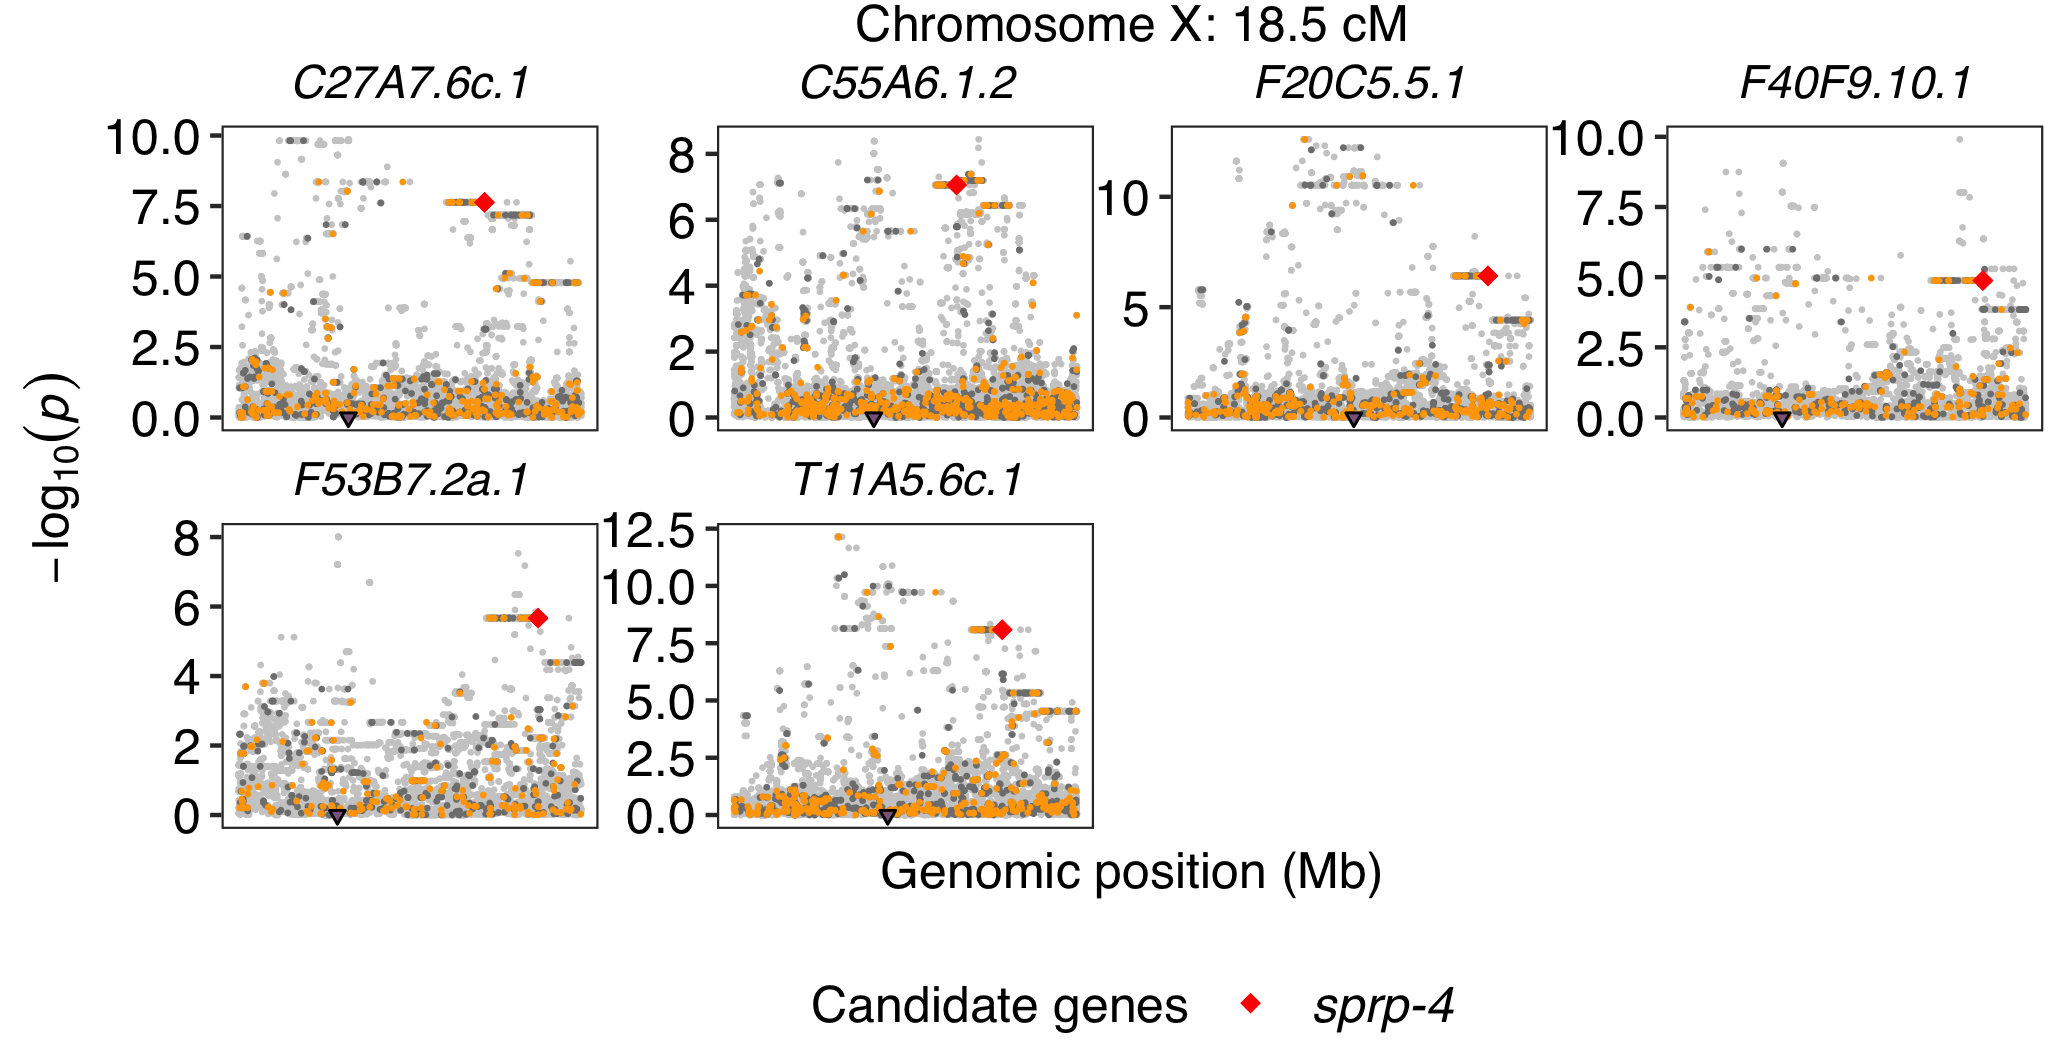 Chromosome X: 18.5 cM
C27A7.6c.1
C55A6.1.2
F20C5.5.1
F40F9.10.1
10.0
7.5
5.0
2.5
0.0
8
6
4
2
0
10
5
0
10.0
7.5
5.0
2.5
0.0
−log10(p)
F53B7.2a.1
T11A5.6c.1
8
6
4
2
0
12.5
10.0
7.5
5.0
2.5
0.0
Genomic position (Mb)
Candidate genes sprp-4